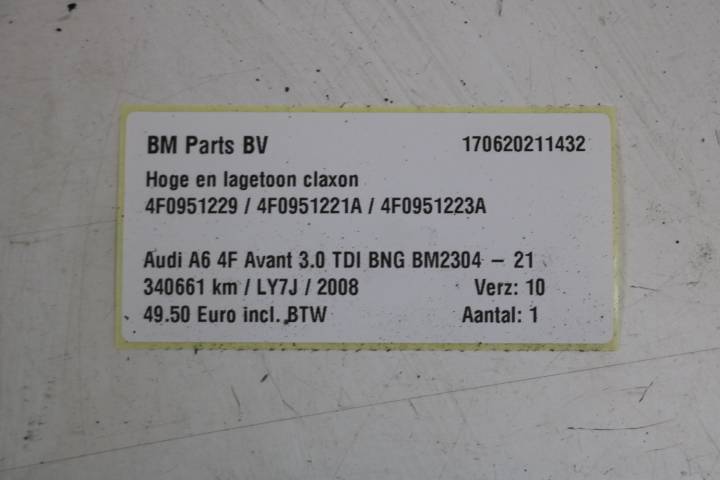 BM Parts BV 170620211432
Hoge en lagetoon claxon
4F0951229 / 4F0951221A / 4F0951223A
Audi A6 4F Avant 3.0 TDI BNG BM2304 - 21
340661 km / LY7J / 2008 Verz: 10
49.50 Euro incl. BTW Aantal: 1